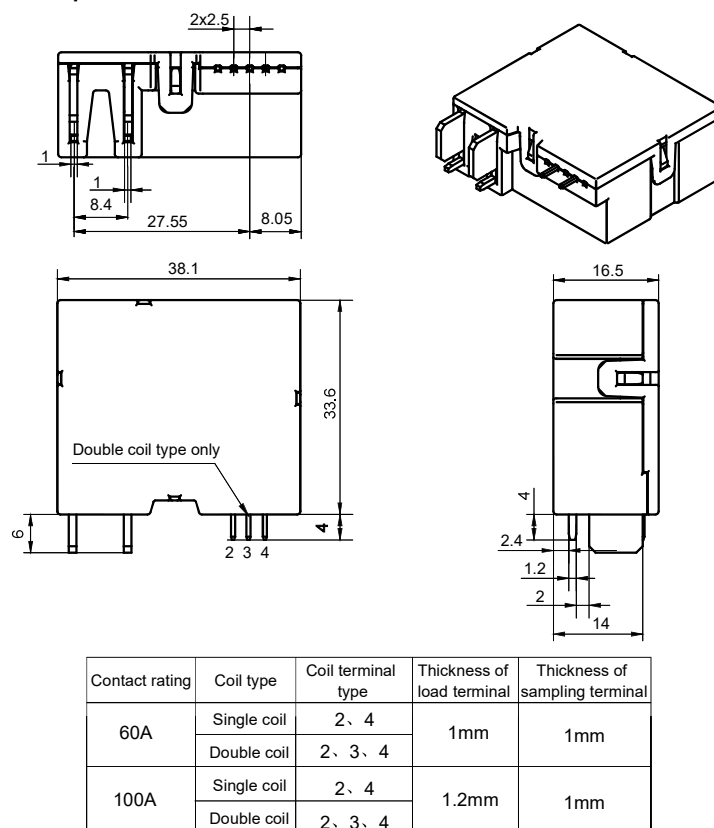 2x2.5
1
1
8.4
27.55
8.05
38.1
16.5
33.6
Double coil type only
6
2 3 4
4
4
2.4
1.2
2
14
Contact rating Coil type Coil terminal type Thickness of load terminal Thickness of sampling terminal
60A Single coil 2、4 1mm 1mm
Double coil 2、3、4
100A Single coil 2、4 1.2mm 1mm
Double coil 2、3、4